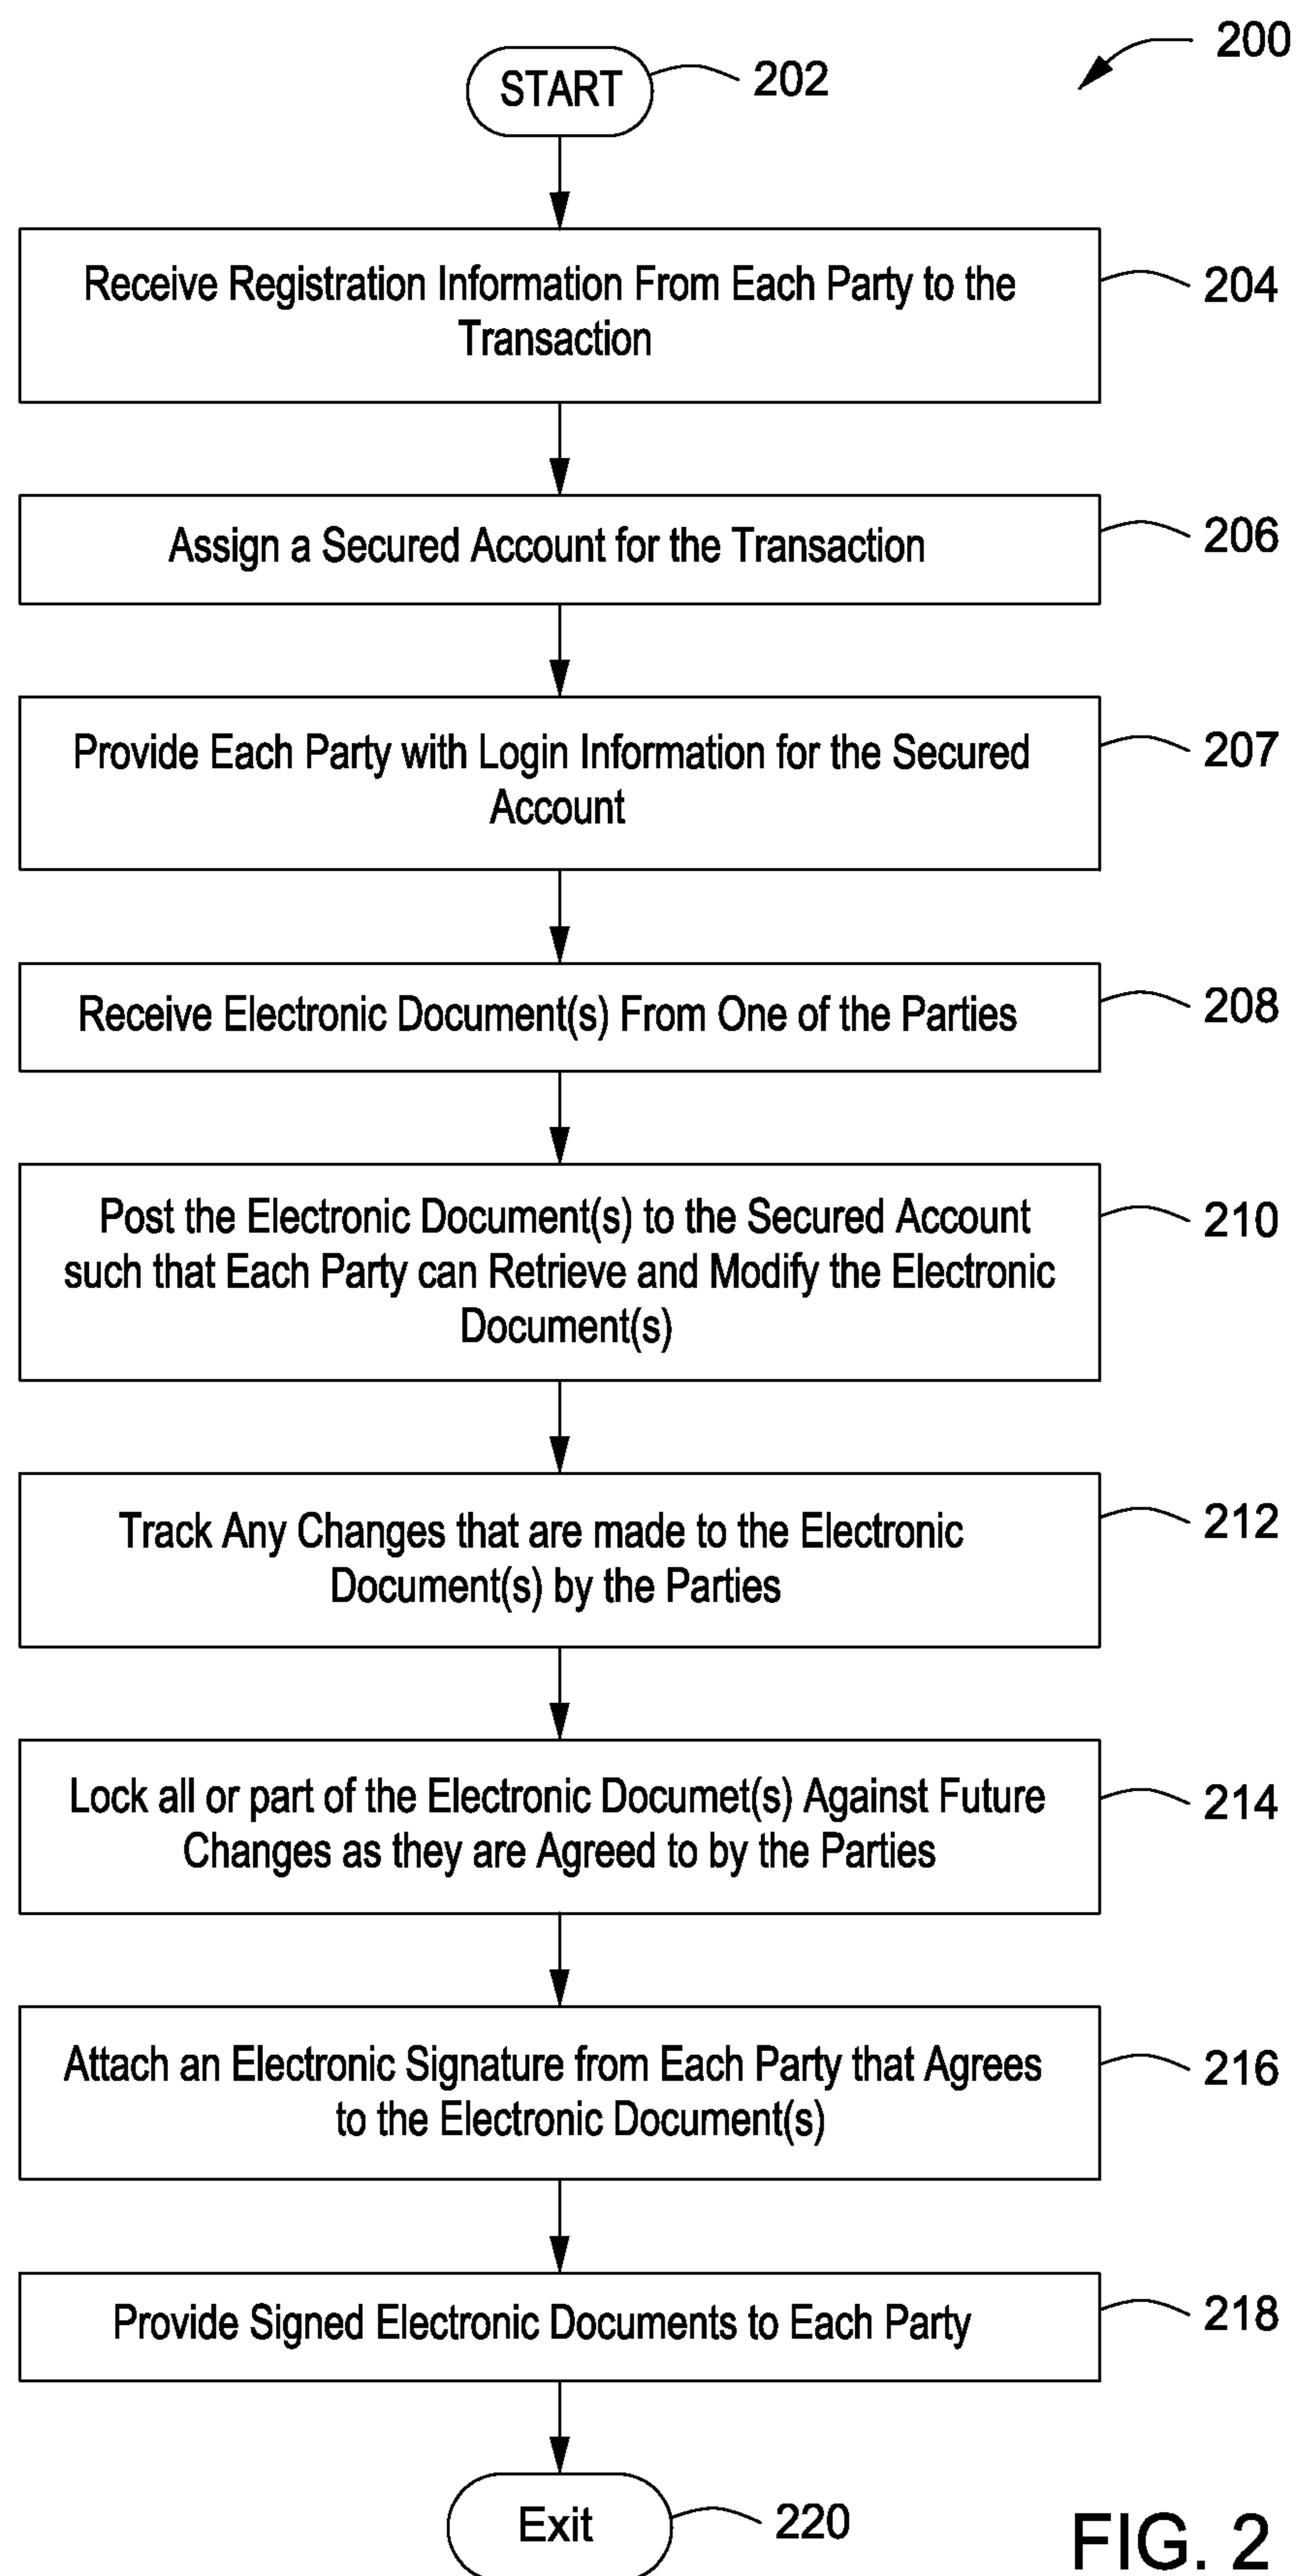 200
START
202
Receive Registration Information From Each Party to the
Transaction
204
Assign a Secured Account for the Transaction
206
Provide Each Party with Login Information for the Secured
Account
207
Receive Electronic Document(s) From One of the Parties
208
Post the Electronic Document(s) to the Secured Account
such that Each Party can Retrieve and Modify the Electronic
Document(s)
210
Track Any Changes that are made to the Electronic
Document(s) by the Parties
212
Lock all or part of the Electronic Documet(s) Against Future
Changes as they are Agreed to by the Parties
214
Attach an Electronic Signature from Each Party that Agrees
to the Electronic Document(s)
216
Provide Signed Electronic Documents to Each Party
218
Exit
220
FIG. 2